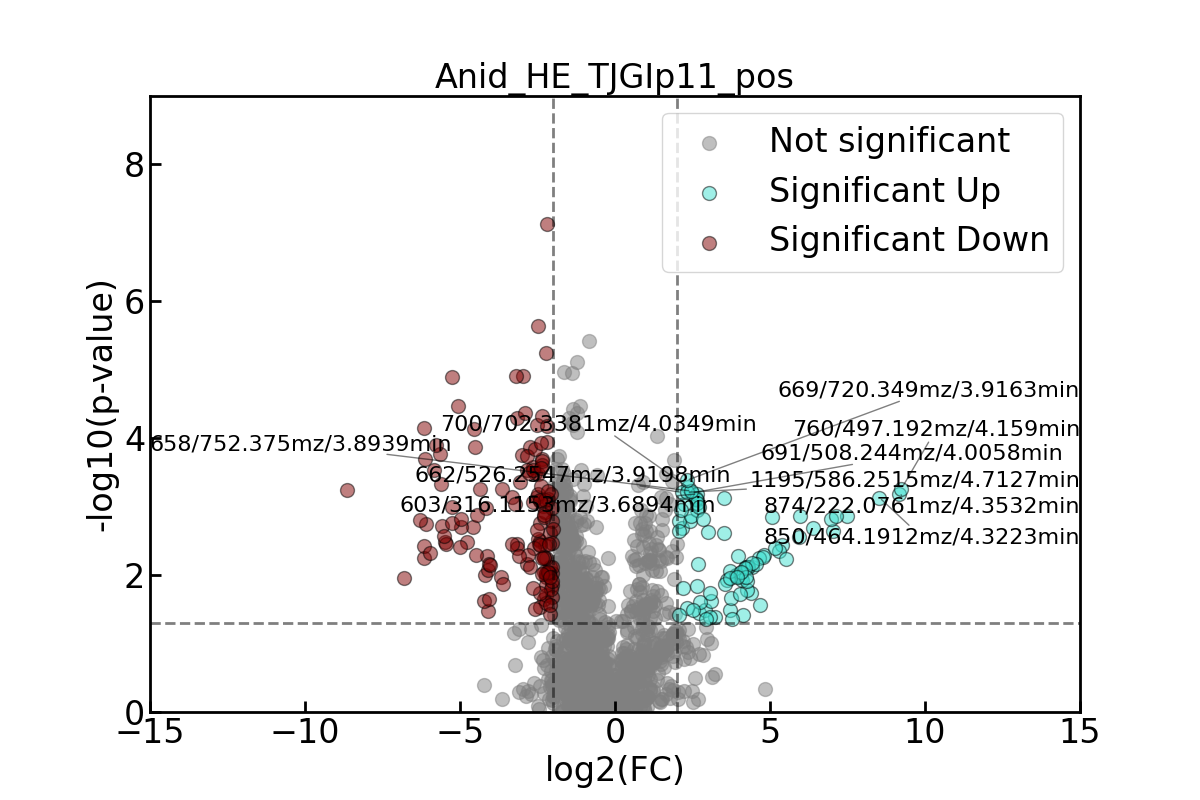 Anid_HE_TJGIp11_pos
Not significant
Significant Up
Significant Down
-log10(p-value)
8
6
4
2
0
669/720.349mz/3.9163min
700/702.3381mz/4.0349min
760/497.192mz/4.159min
658/752.375mz/3.8939min
691/508.244mz/4.0058min
662/526.2547mz/3.9198min
1195/586.2515mz/4.7127min
603/316.1153mz/3.6894min
874/222.0761mz/4.3532min
850/464.1912mz/4.3223min
−15
−10
−5
0
5
10
15
log2(FC)